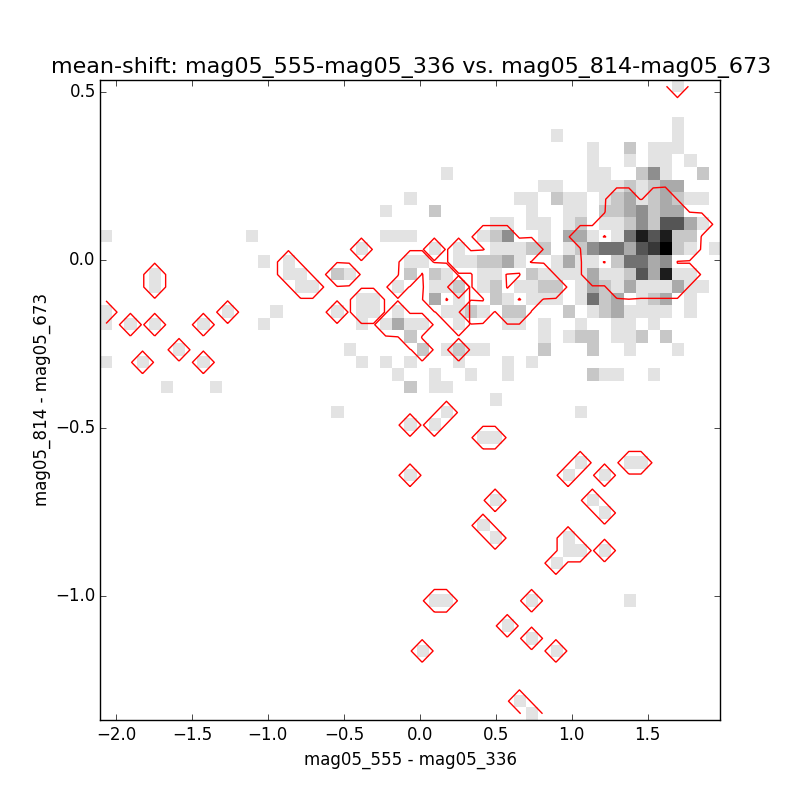 mean-shift: mag05_555-mag05_336 vs. mag05_814-mag05_673
0.5
0.0
−0.5
−1.0
mag05_814 - mag05_673
−2.0 −1.5 −1.0 −0.5 0.0 0.5 1.0 1.5
mag05_555 - mag05_336